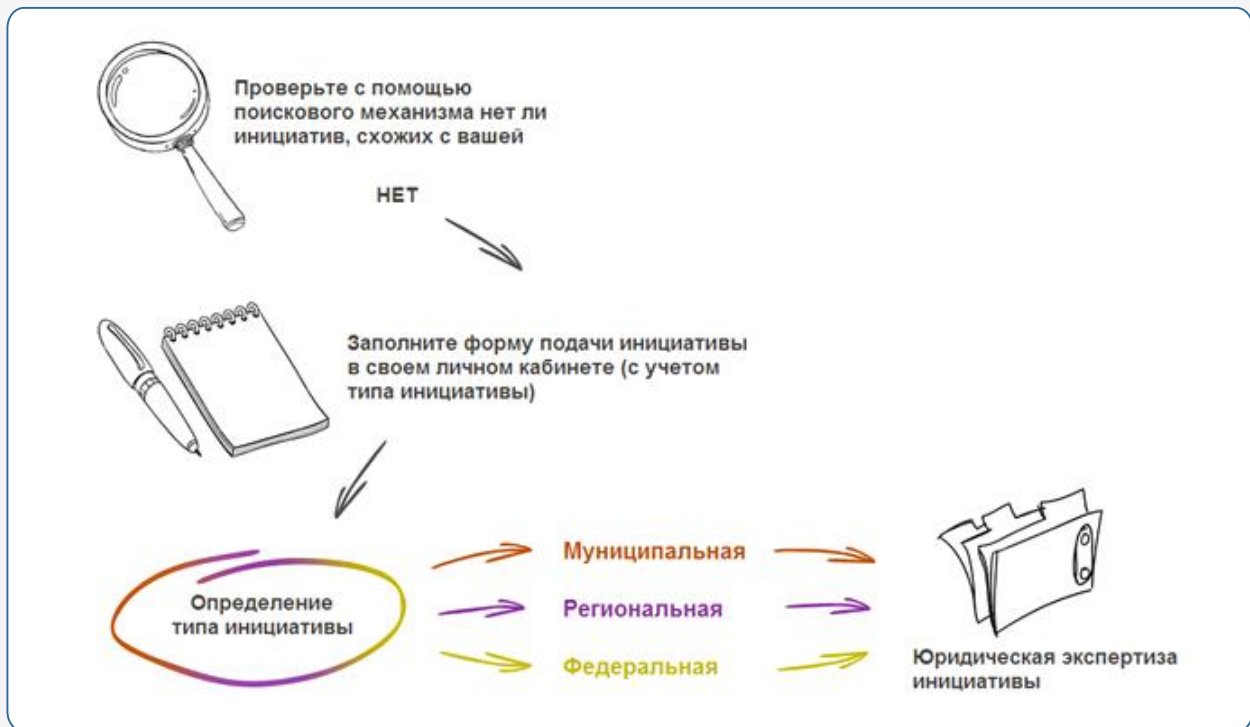 Проверьте с помощью
поискового механизма нет ли
инициатив, схожих с вашей
НЕТ
Заполните форму подачи инициативы
в своем личном кабинете (с учетом
типа инициативы)
Определение
типа инициативы
Муниципальная
Региональная
Федеральная
Юридическая экспертиза
инициативы